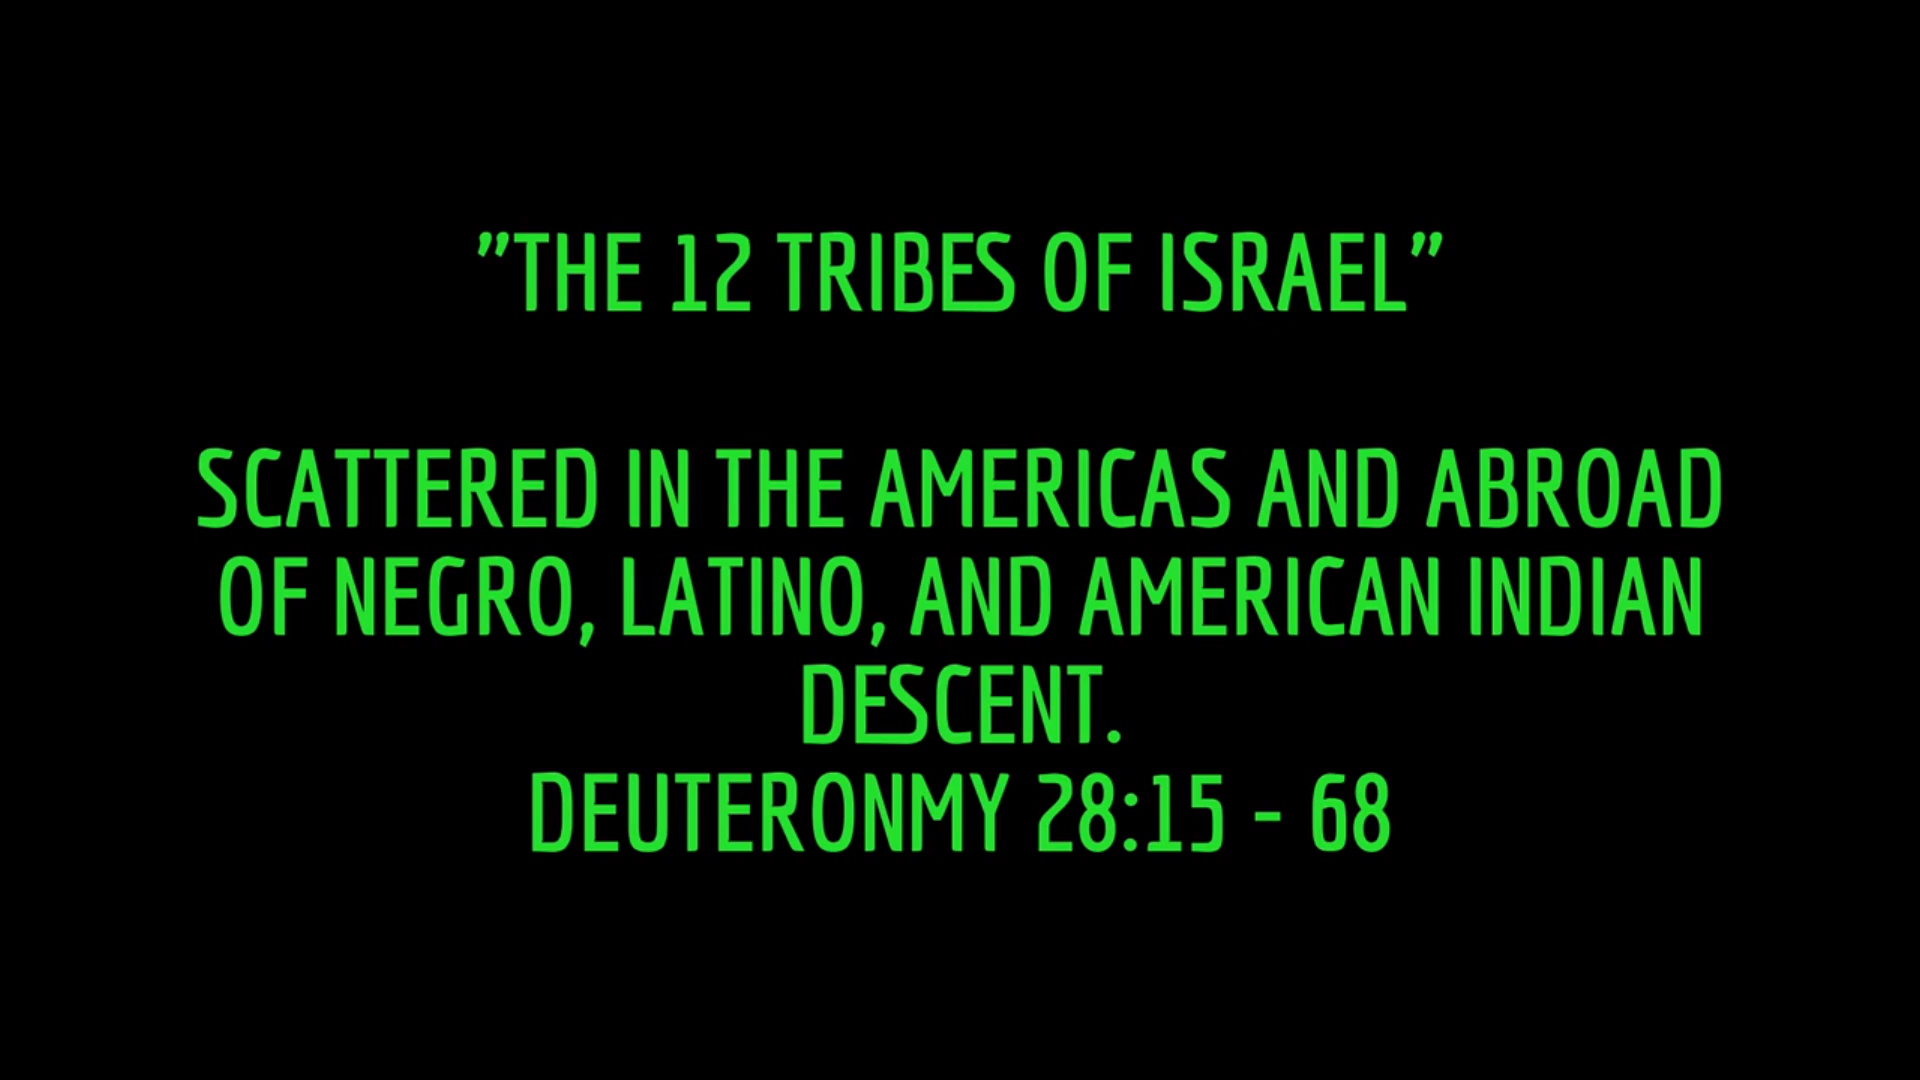 ”THE 12 TRIBES OF ISRAEL”
SCATTERED IN THE AMERICAS AND ABROAD
OF NEGRO, LATINO, AND AMERICAN INDIAN
DESCENT.
DEUTERONMY 28:15 - 68